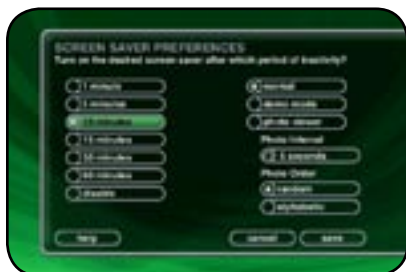 SCREEN SAVER PREFERENCES
Turn on the desired screen saver after which period of inactivity?
1 minute
5 minutes
10 minutes
15 minutes
30 minutes
60 minutes
disable
normal
demo mode
photo viewer
Photo Interval
5 seconds
Photo Order
random
alphabetic
help
cancel
save